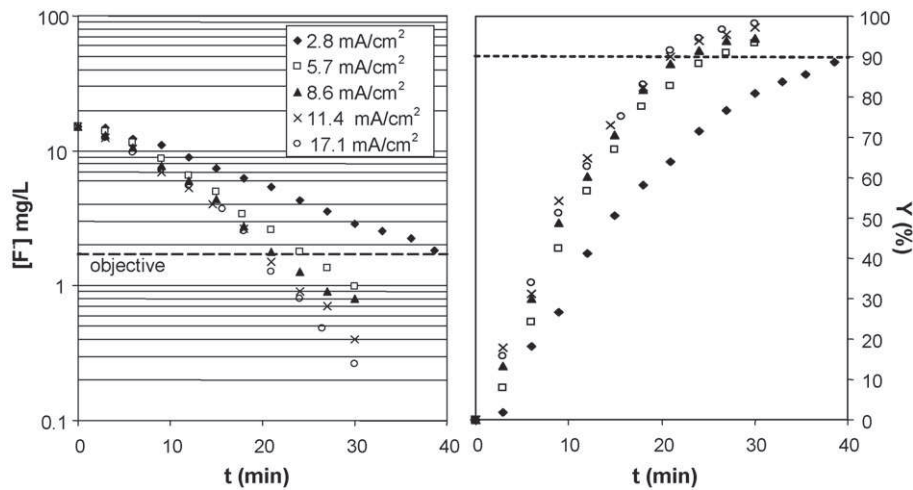 100
10
1
0.1
[F-] mg/L
2.8 mA/cm²
5.7 mA/cm²
8.6 mA/cm²
11.4 mA/cm²
17.1 mA/cm²
objective
0 10 20 30 40
t (min)
100
90
80
70
60
50
40
30
20
10
0
Y (%)
0 10 20 30 40
t (min)